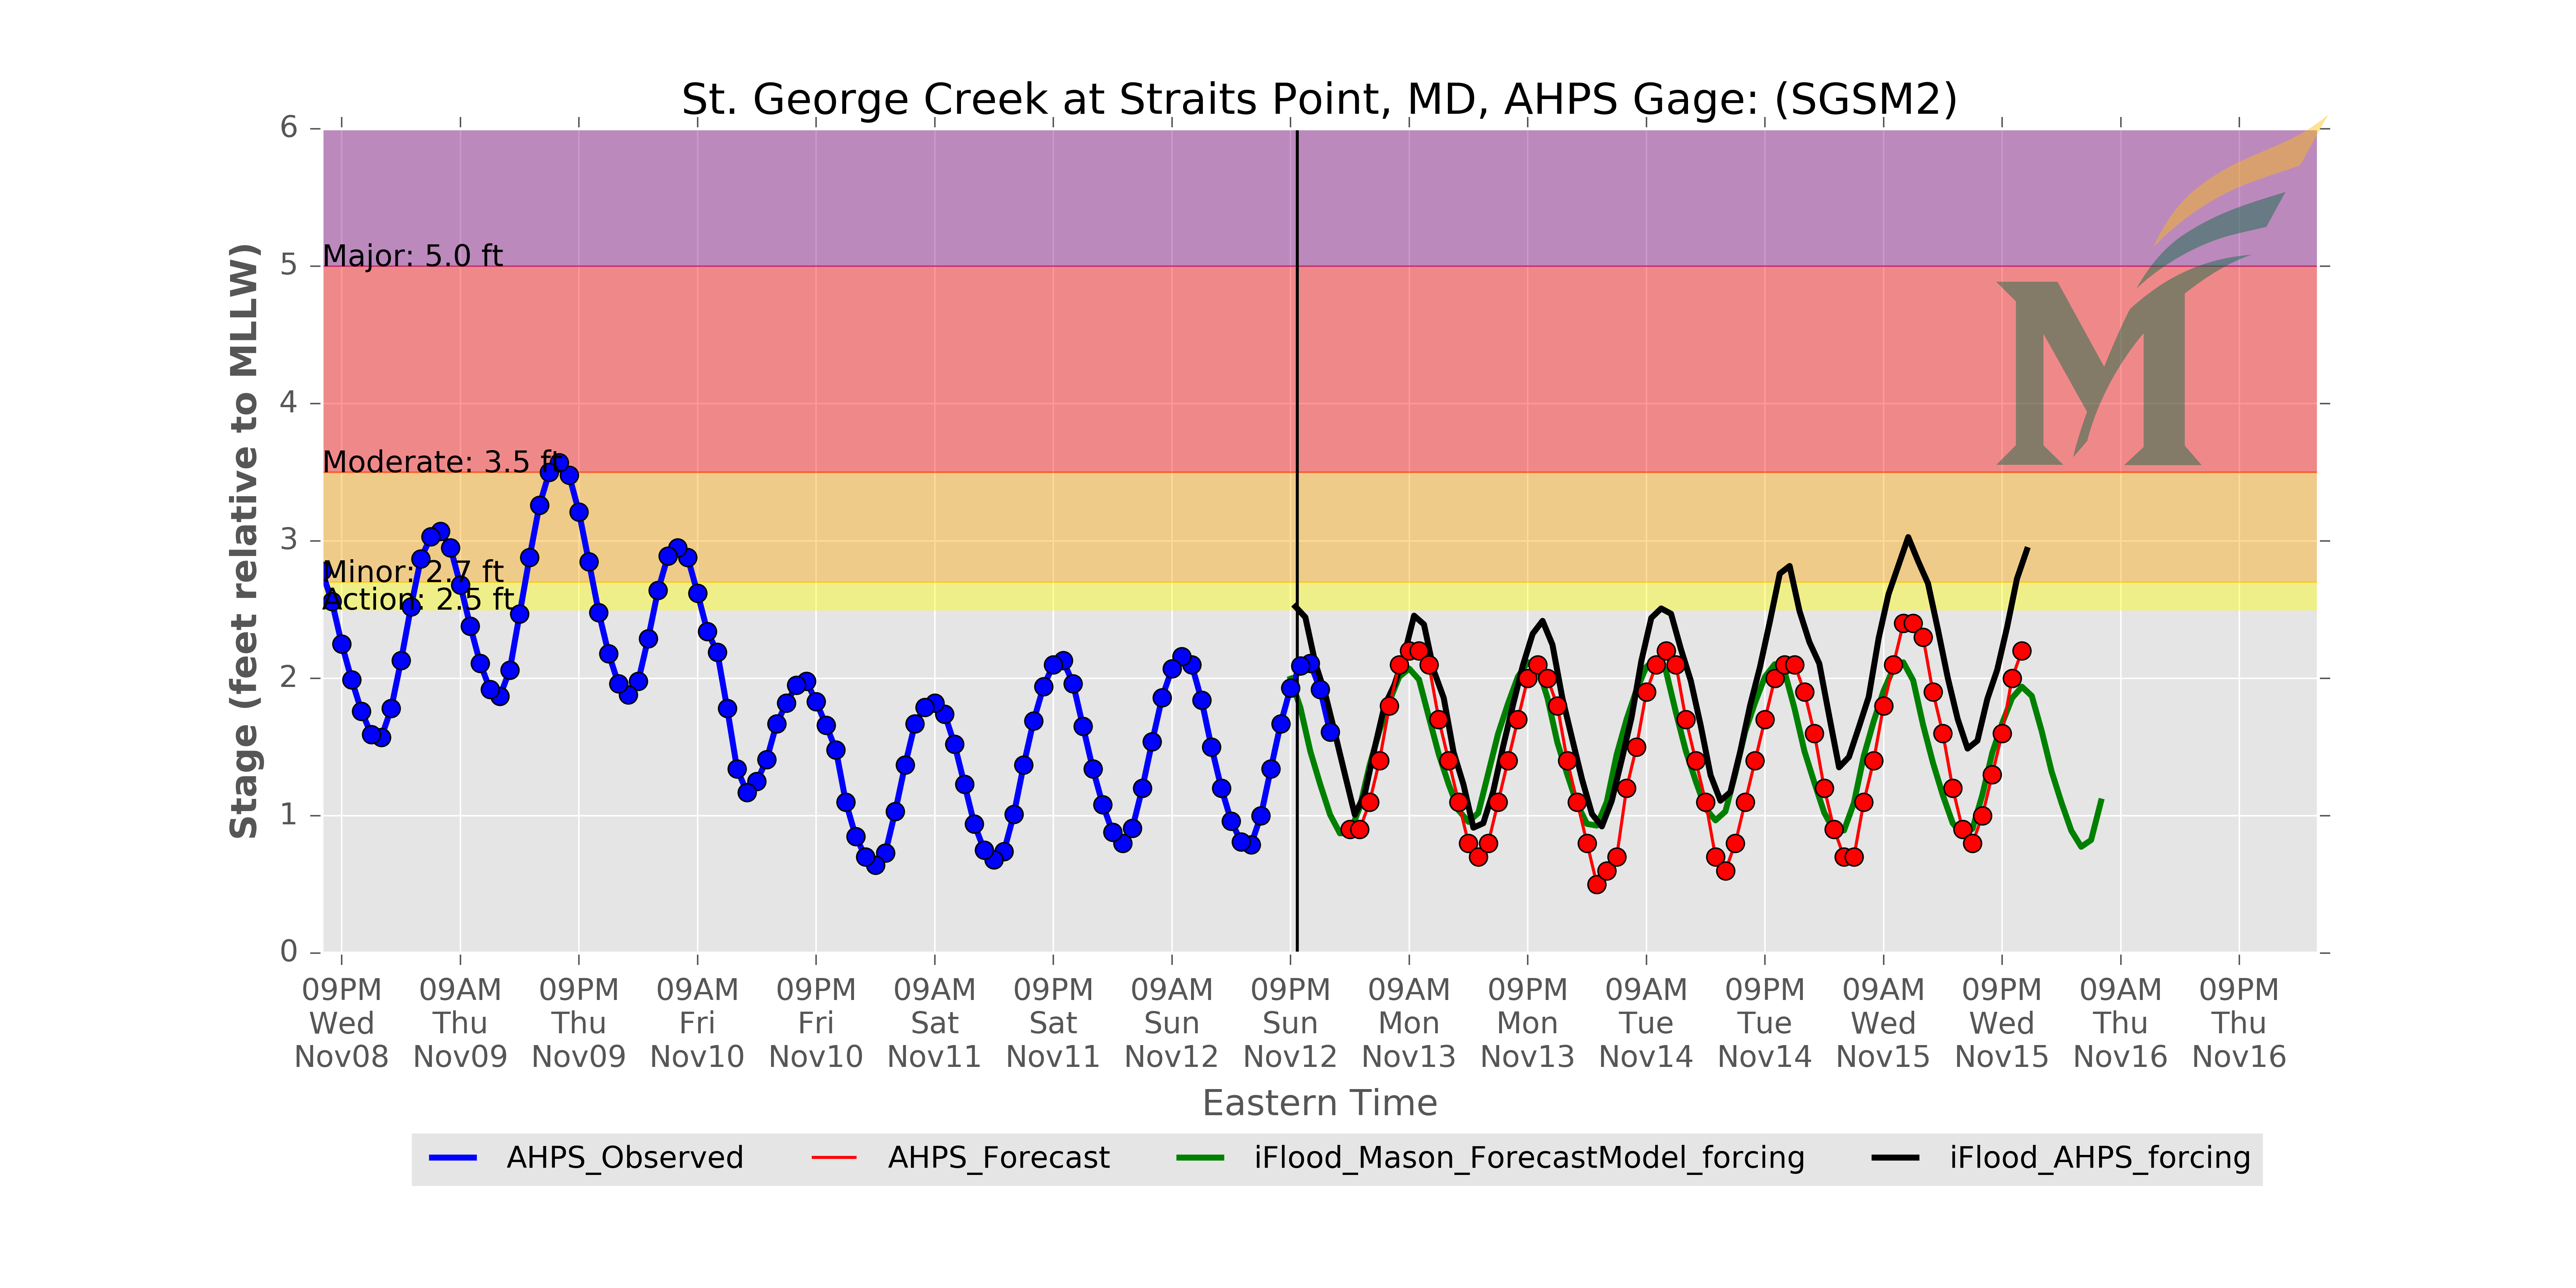 St. George Creek at Straits Point, MD, AHPS Gage: (SGSM2)
Stage (feet relative to MLLW)
6
5
4
3
2
1
0
Major: 5.0 ft
Moderate: 3.5 ft
Minor: 2.7 ft
Action: 2.5 ft
M
09PM 09AM 09PM 09AM 09PM 09AM 09PM 09AM 09PM 09AM 09PM 09AM 09PM 09AM 09PM 09AM 09PM
Wed Thu Thu Fri Fri Sat Sat Sun Sun Mon Mon Tue Tue Wed Wed Thu Thu
Nov08 Nov09 Nov09 Nov10 Nov10 Nov11 Nov11 Nov12 Nov12 Nov13 Nov13 Nov14 Nov14 Nov15 Nov15 Nov16 Nov16
Eastern Time
AHPS_Observed AHPS_Forecast iFlood_Mason_ForecastModel_forcing iFlood_AHPS_forcing